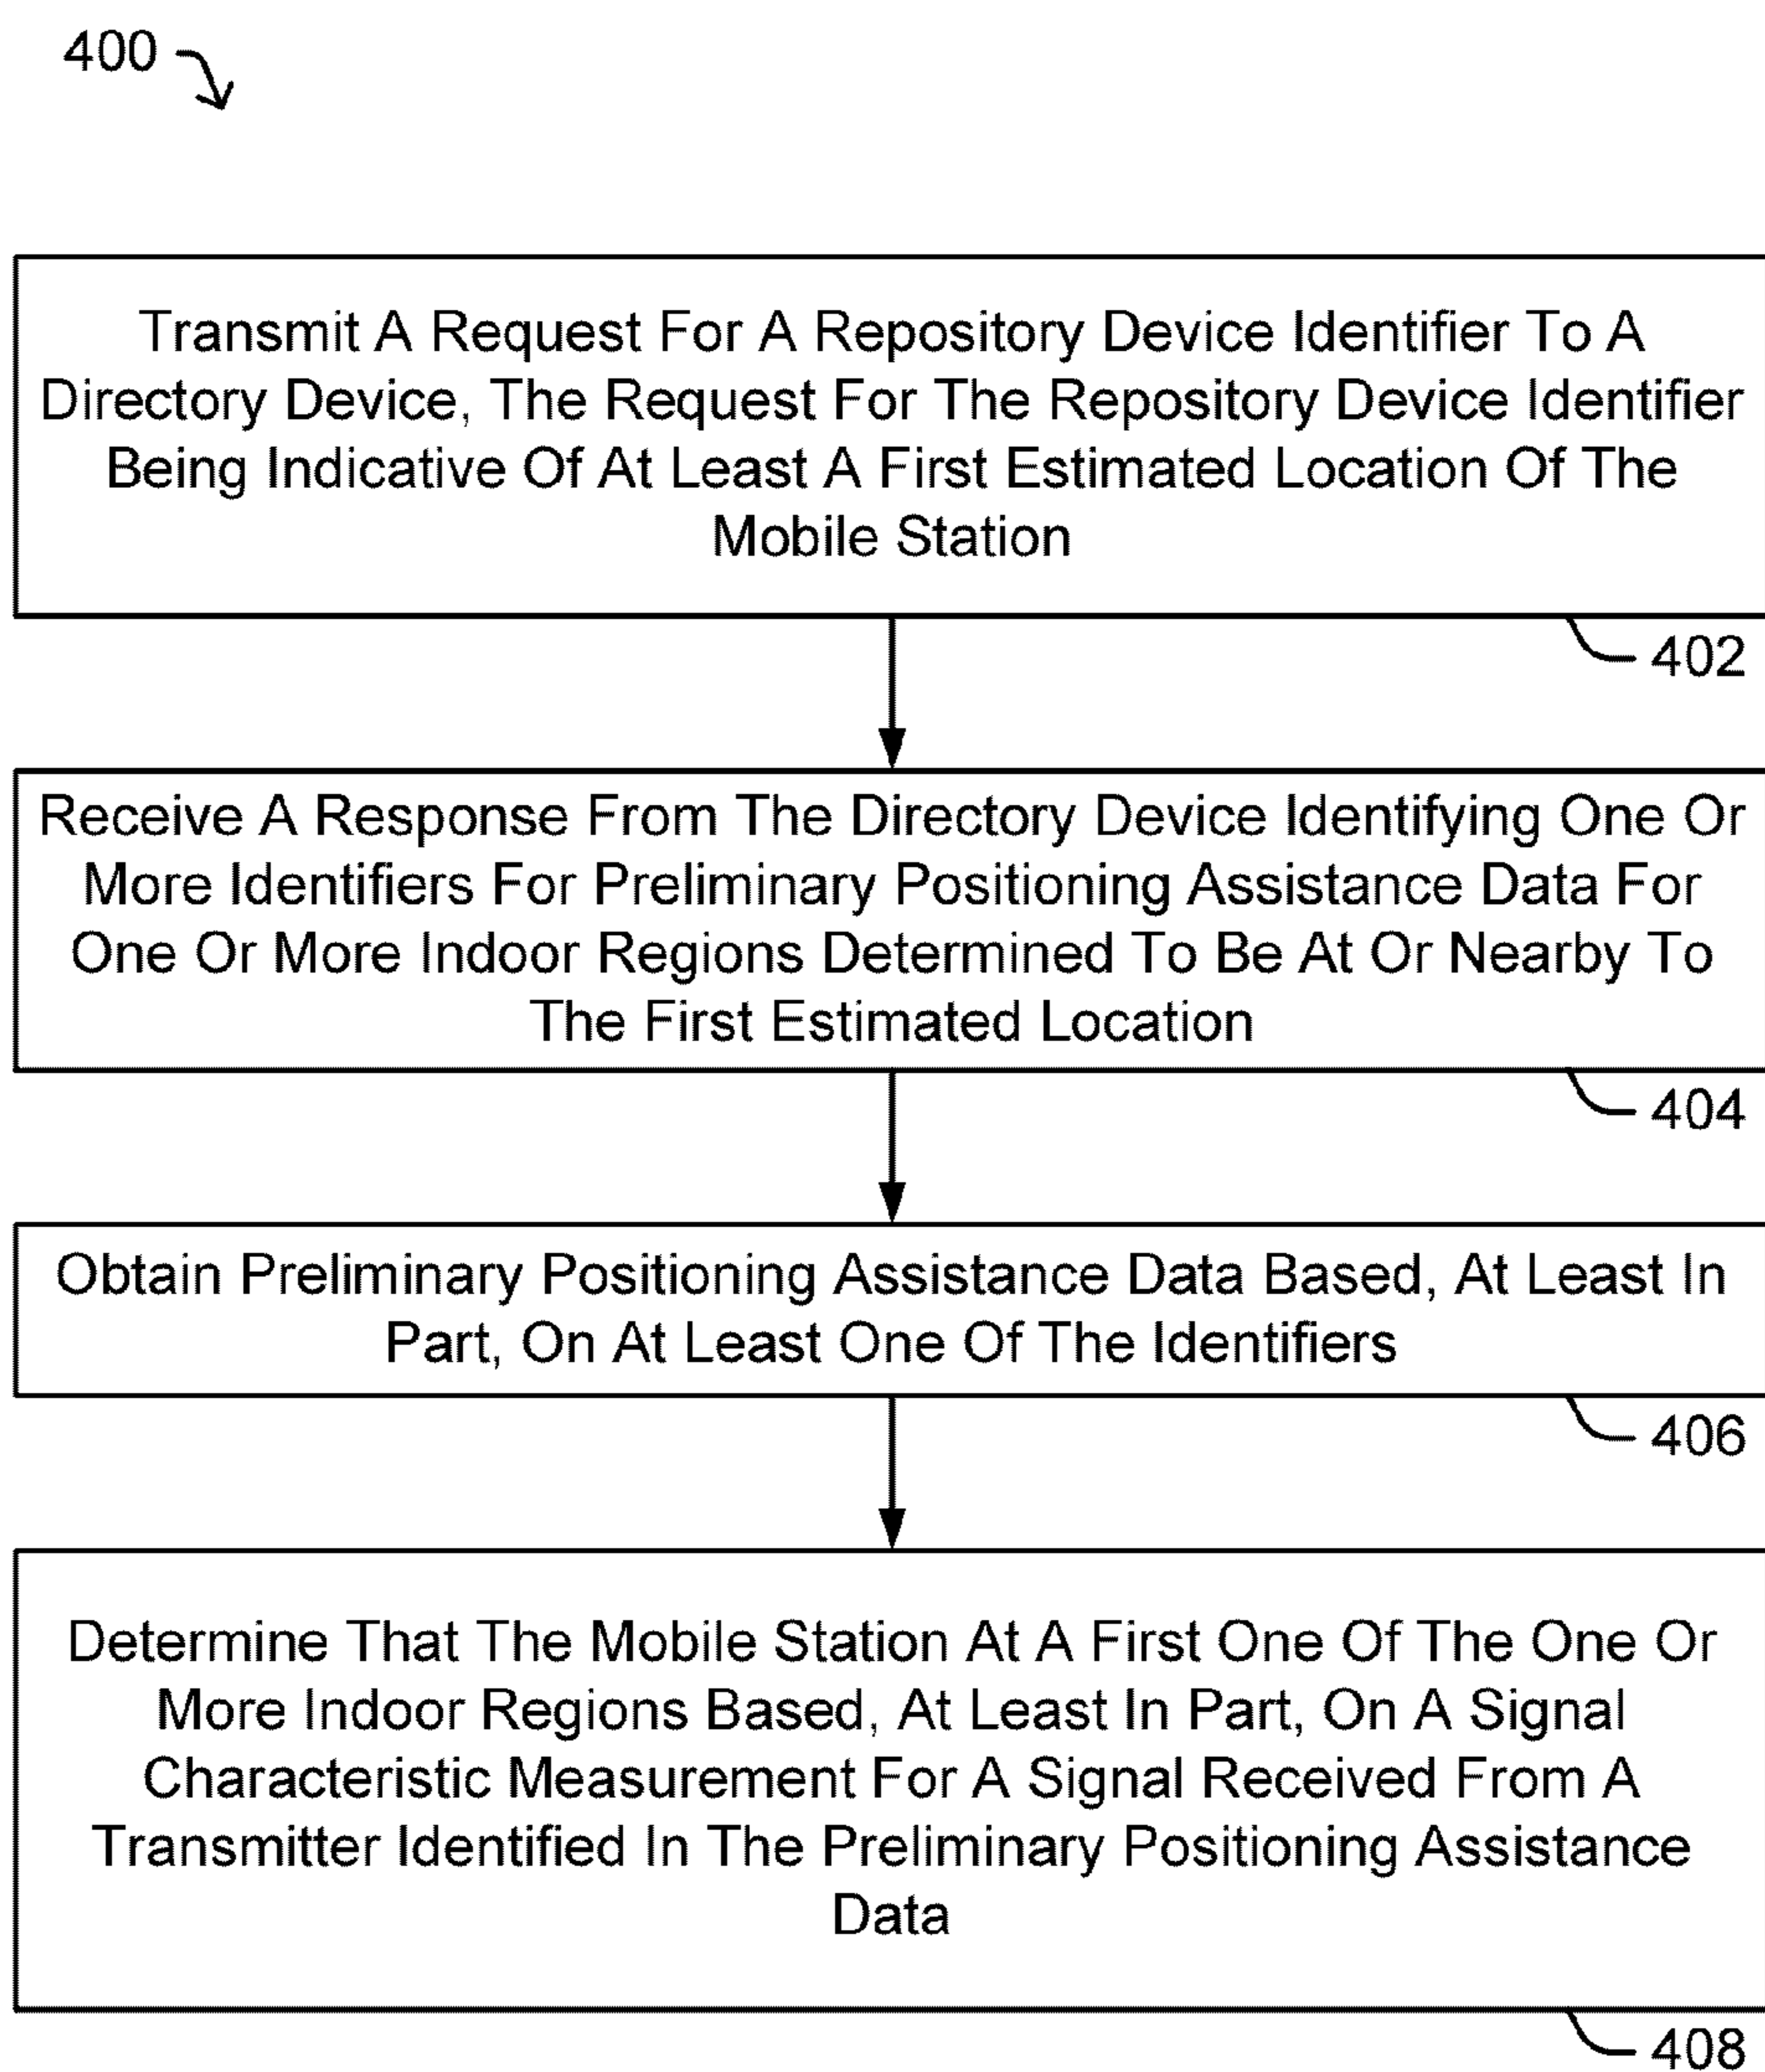 400
Transmit A Request For A Repository Device Identifier To A
Directory Device, The Request For The Repository Device Identifier
Being Indicative Of At Least A First Estimated Location Of The
Mobile Station
402
Receive A Response From The Directory Device Identifying One Or
More Identifiers For Preliminary Positioning Assistance Data For
One Or More Indoor Regions Determined To Be At Or Nearby To
The First Estimated Location
404
Obtain Preliminary Positioning Assistance Data Based, At Least In
Part, On At Least One Of The Identifiers
406
Determine That The Mobile Station At A First One Of The One Or
More Indoor Regions Based, At Least In Part, On A Signal
Characteristic Measurement For A Signal Received From A
Transmitter Identified In The Preliminary Positioning Assistance
Data
408